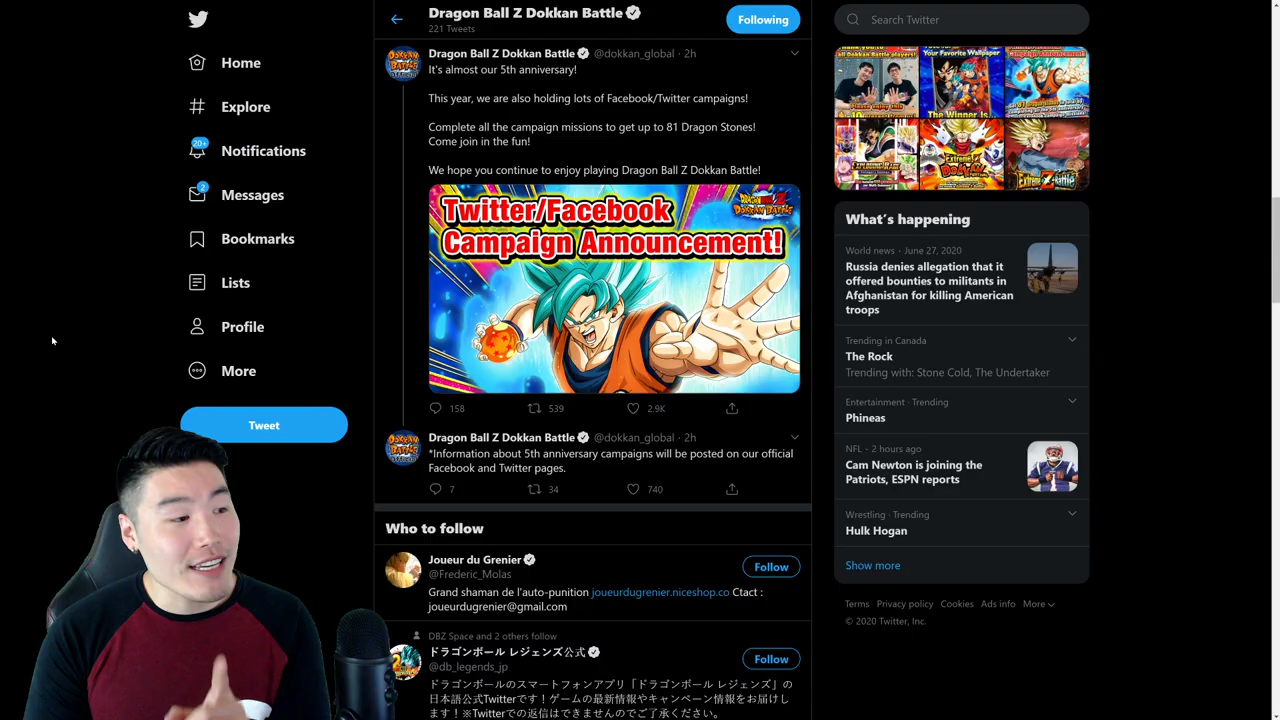 Home
Explore
20+
Notifications
2
Messages
Bookmarks
Lists
Profile
More
Tweet
Dragon Ball Z Dokkan Battle
221 Tweets
Following
Dragon Ball Z Dokkan Battle @dokkan_global · 2h
It's almost our 5th anniversary!
This year, we are also holding lots of Facebook/Twitter campaigns!
Complete all the campaign missions to get up to 81 Dragon Stones!
Come join in the fun!
We hope you continue to enjoy playing Dragon Ball Z Dokkan Battle!
Twitter/Facebook
Campaign Announcement!
DRAGON BALL Z
DOKKAN BATTLE
158 539 2.9K
Dragon Ball Z Dokkan Battle @dokkan_global · 2h
*Information about 5th anniversary campaigns will be posted on our official
Facebook and Twitter pages.
7 34 740
Who to follow
Joueur du Grenier
@Frederic_Molas
Follow
Grand shaman de l'auto-punition joueurdugrenier.niceshop.co Ctact :
joueurdugrenier@gmail.com
DBZ Space and 2 others follow
ドラゴンボール レジェンズ公式
@db_legends_jp
Follow
ドラゴンボールのスマートフォンアプリ「ドラゴンボール レジェンズ」の
日本語公式Twitterです！ゲームの最新情報やキャンペーン情報をお届けし
ます！※Twitterでの返信はできませんのでご了承ください。
Search Twitter
Your Favorite Wallpaper
The Winner is
What's happening
World news · June 27, 2020
Russia denies allegation that it
offered bounties to militants in
Afghanistan for killing American
troops
Trending in Canada
The Rock
Trending with: Stone Cold, The Undertaker
Entertainment · Trending
Phineas
NFL · 2 hours ago
Cam Newton is joining the
Patriots, ESPN reports
Wrestling · Trending
Hulk Hogan
Show more
Terms Privacy policy Cookies Ads info More
© 2020 Twitter, Inc.